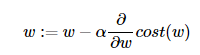 w := w − α ∂/∂w cost(w)